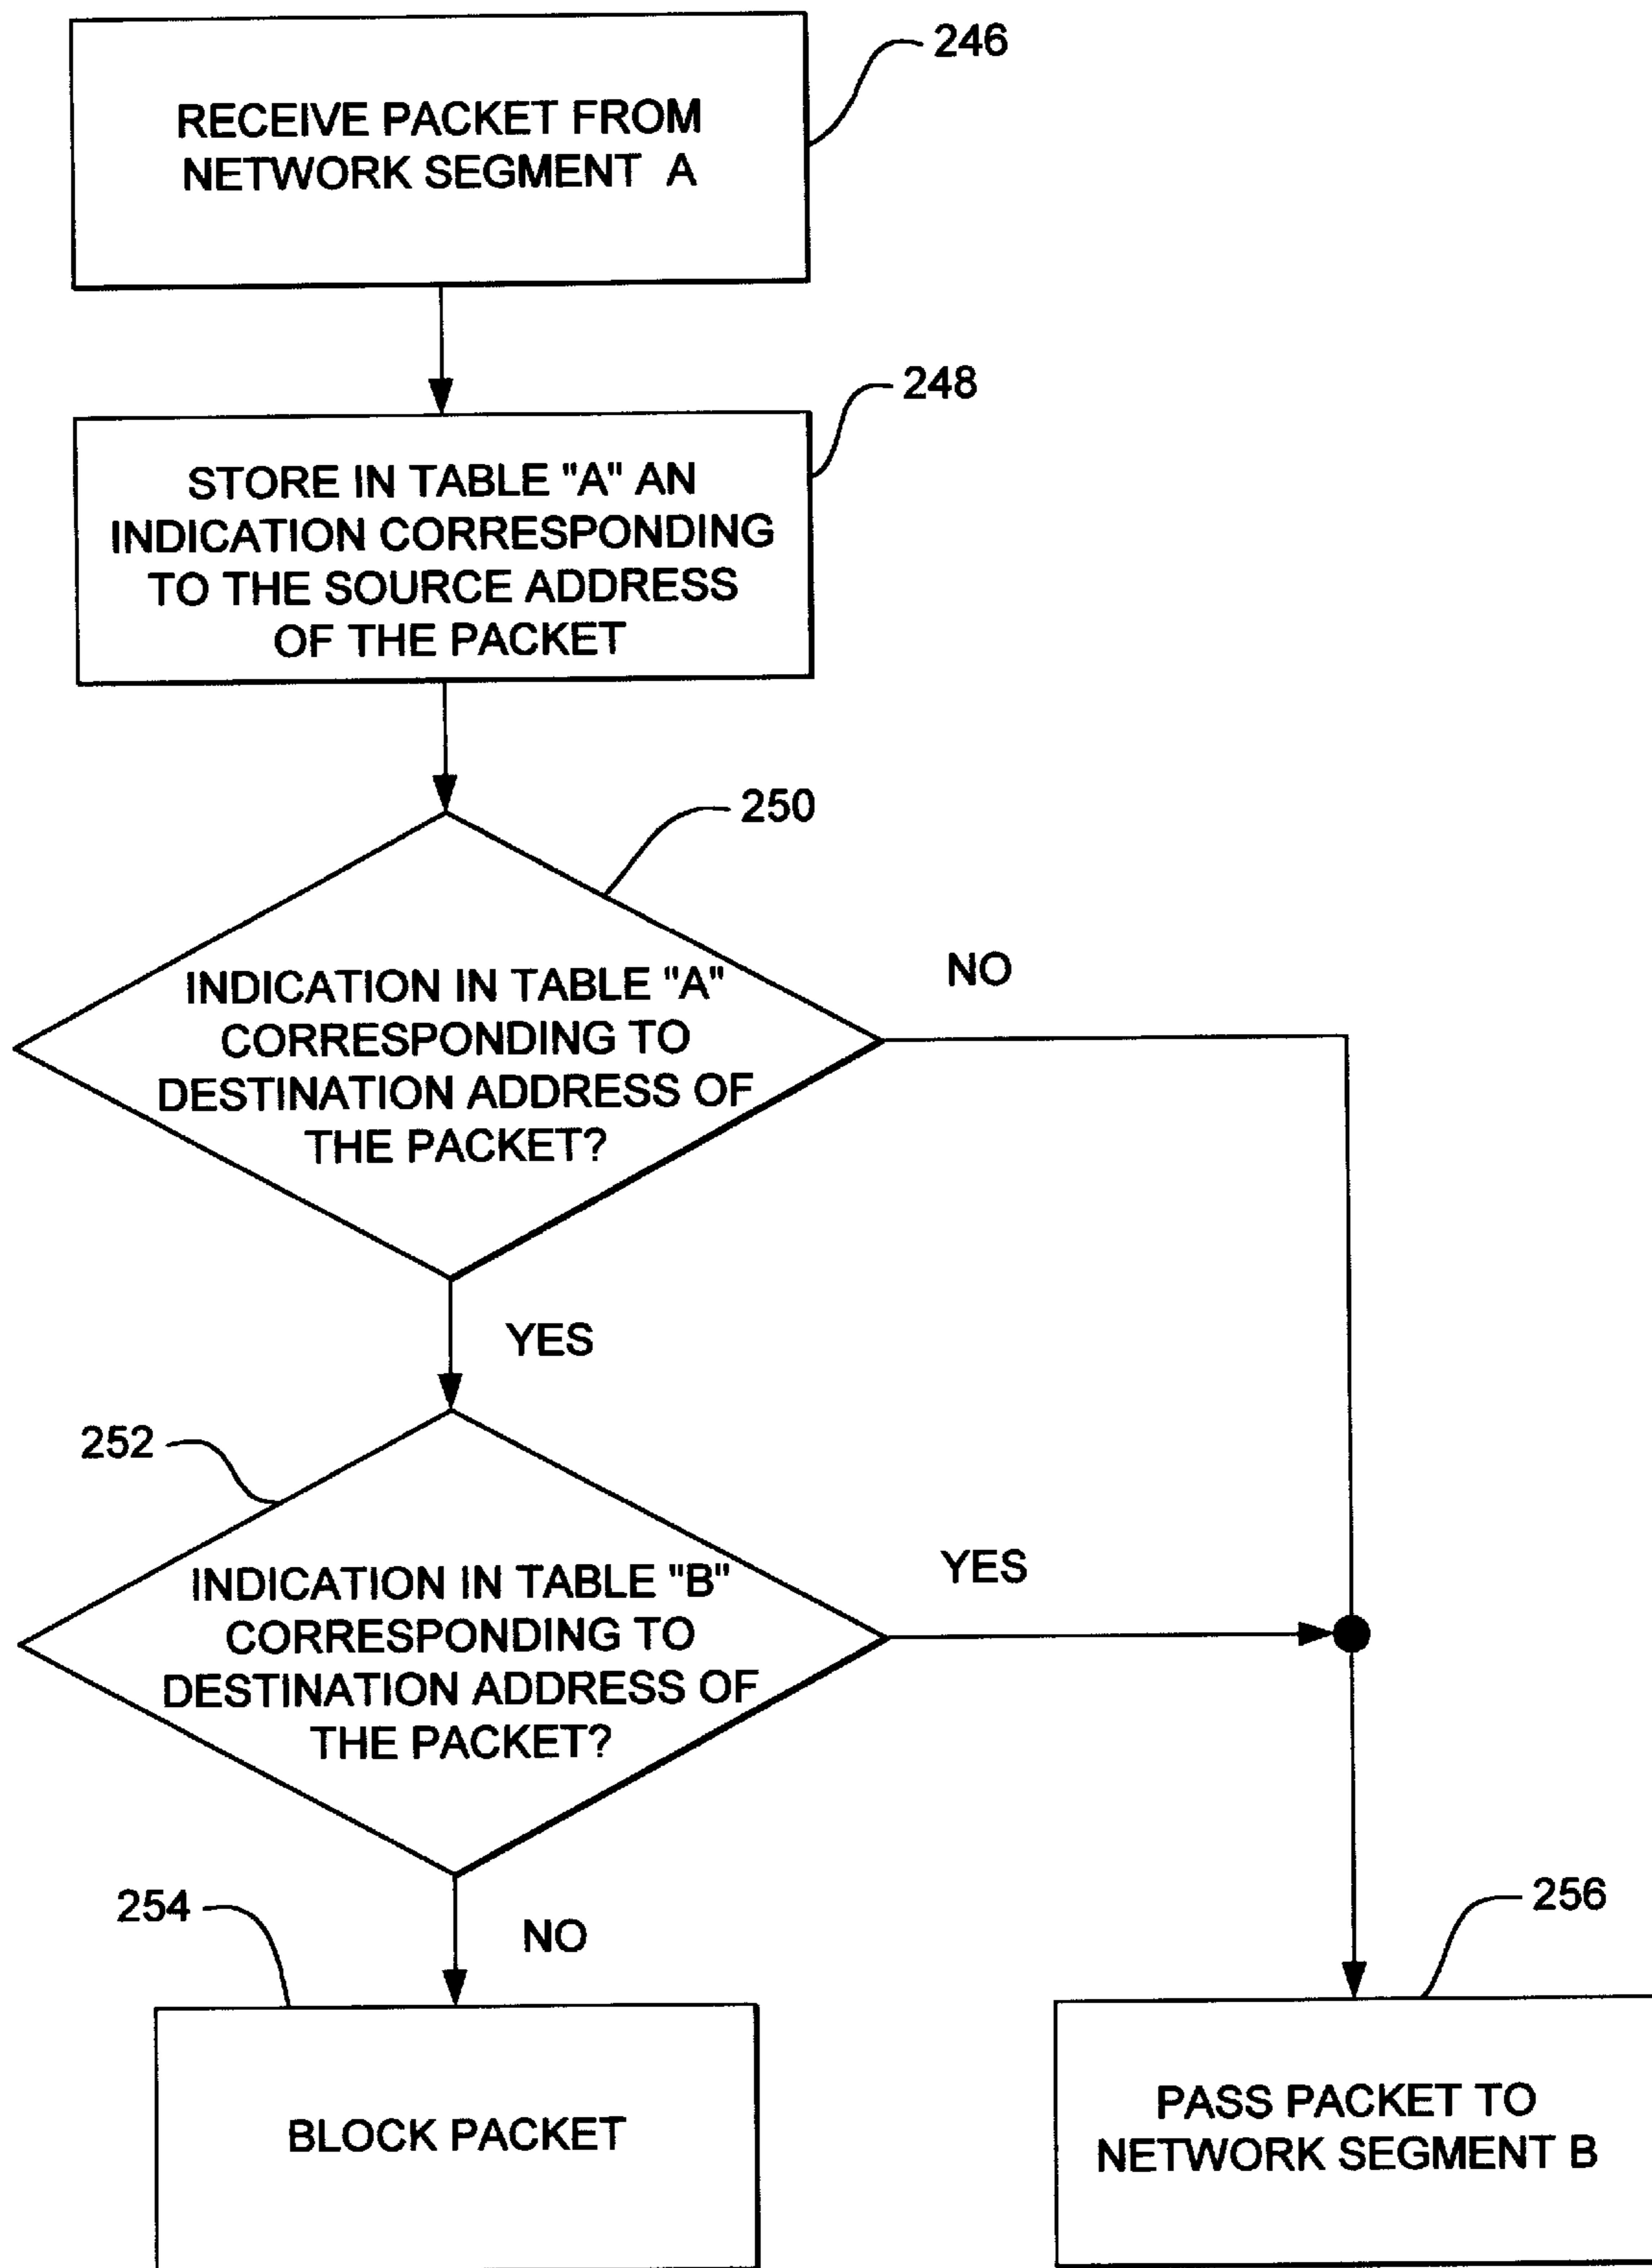 246
RECEIVE PACKET FROM
NETWORK SEGMENT A
248
STORE IN TABLE "A" AN
INDICATION CORRESPONDING
TO THE SOURCE ADDRESS
OF THE PACKET
250
INDICATION IN TABLE "A"
CORRESPONDING TO
DESTINATION ADDRESS OF
THE PACKET?
NO
YES
252
INDICATION IN TABLE "B"
CORRESPONDING TO
DESTINATION ADDRESS OF
THE PACKET?
YES
254
NO
256
BLOCK PACKET
PASS PACKET TO
NETWORK SEGMENT B